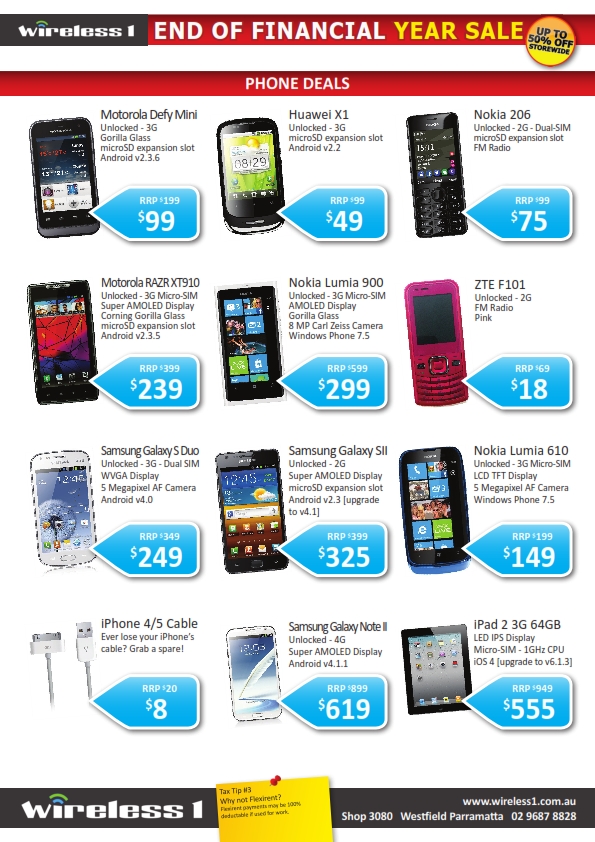 wireless 1
END OF FINANCIAL YEAR SALE
UP TO
50% OFF
STOREWIDE
PHONE DEALS
Motorola Defy Mini
Unlocked - 3G
Gorilla Glass
microSD expansion slot
Android v2.3.6
RRP $199
$99
Huawei X1
Unlocked - 3G
microSD expansion slot
Android v2.2
RRP $99
$49
Nokia 206
Unlocked - 2G - Dual-SIM
microSD expansion slot
FM Radio
RRP $99
$75
Motorola RAZR XT910
Unlocked - 3G Micro-SIM
Super AMOLED Display
Corning Gorilla Glass
microSD expansion slot
Android v2.3.5
RRP $399
$239
Nokia Lumia 900
Unlocked - 3G Micro-SIM
AMOLED Display
Gorilla Glass
8 MP Carl Zeiss Camera
Windows Phone 7.5
RRP $599
$299
ZTE F101
Unlocked - 2G
FM Radio
Pink
RRP $69
$18
Samsung Galaxy S Duo
Unlocked - 3G - Dual SIM
WVGA Display
5 Megapixel AF Camera
Android v4.0
RRP $349
$249
Samsung Galaxy SII
Unlocked - 2G
Super AMOLED Display
microSD expansion slot
Android v2.3 [upgrade
to v4.1]
RRP $399
$325
Nokia Lumia 610
Unlocked - 3G Micro-SIM
LCD TFT Display
5 Megapixel AF Camera
Windows Phone 7.5
RRP $199
$149
iPhone 4/5 Cable
Ever lose your iPhone's
cable? Grab a spare!
RRP $20
$8
Samsung Galaxy Note II
Unlocked - 4G
Super AMOLED Display
Android v4.1.1
RRP $899
$619
iPad 2 3G 64GB
LED IPS Display
Micro-SIM - 1GHz CPU
iOS 4 [upgrade to v6.1.3]
RRP $949
$555
wireless 1
Tax Tip #3
Why not Flexirent?
Flexirent payments may be 100%
deductable if used for work.
www.wireless1.com.au
Shop 3080 Westfield Parramatta 02 9687 8828